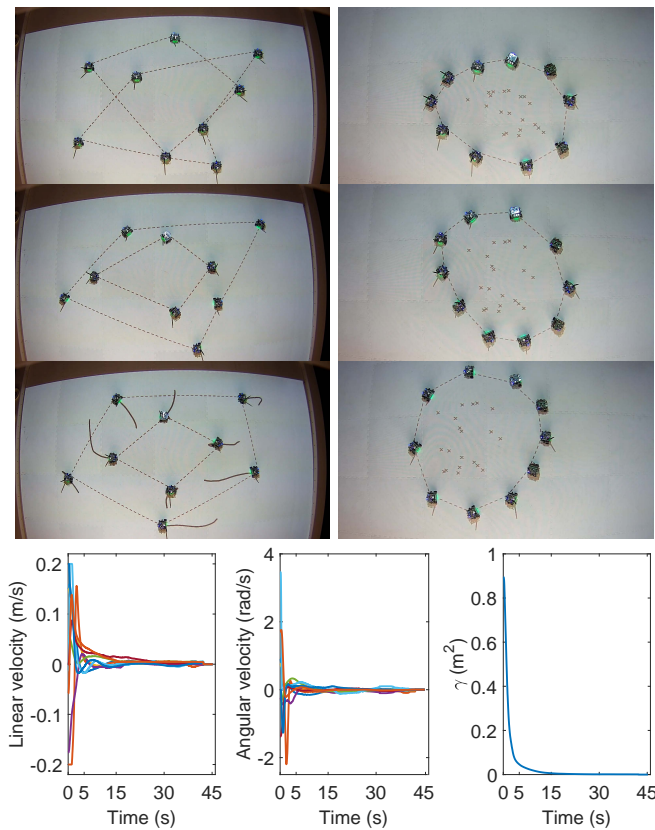 0.2
0.1
0
-0.1
-0.2
Linear velocity (m/s)
0 5 15 30 45
Time (s)
4
2
0
-2
Angular velocity (rad/s)
0 5 15 30 45
Time (s)
1
0.8
0.6
0.4
0.2
0
γ (m²)
0 5 15 30 45
Time (s)